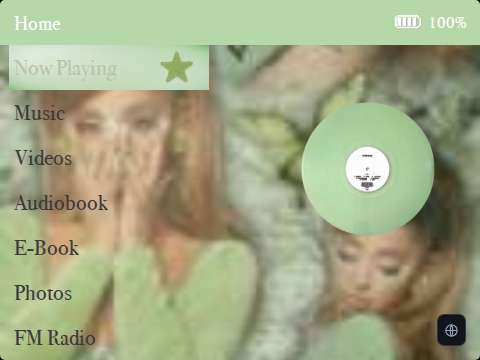 Home
100%
Now Playing
Music
Videos
Audiobook
E-Book
Photos
FM Radio